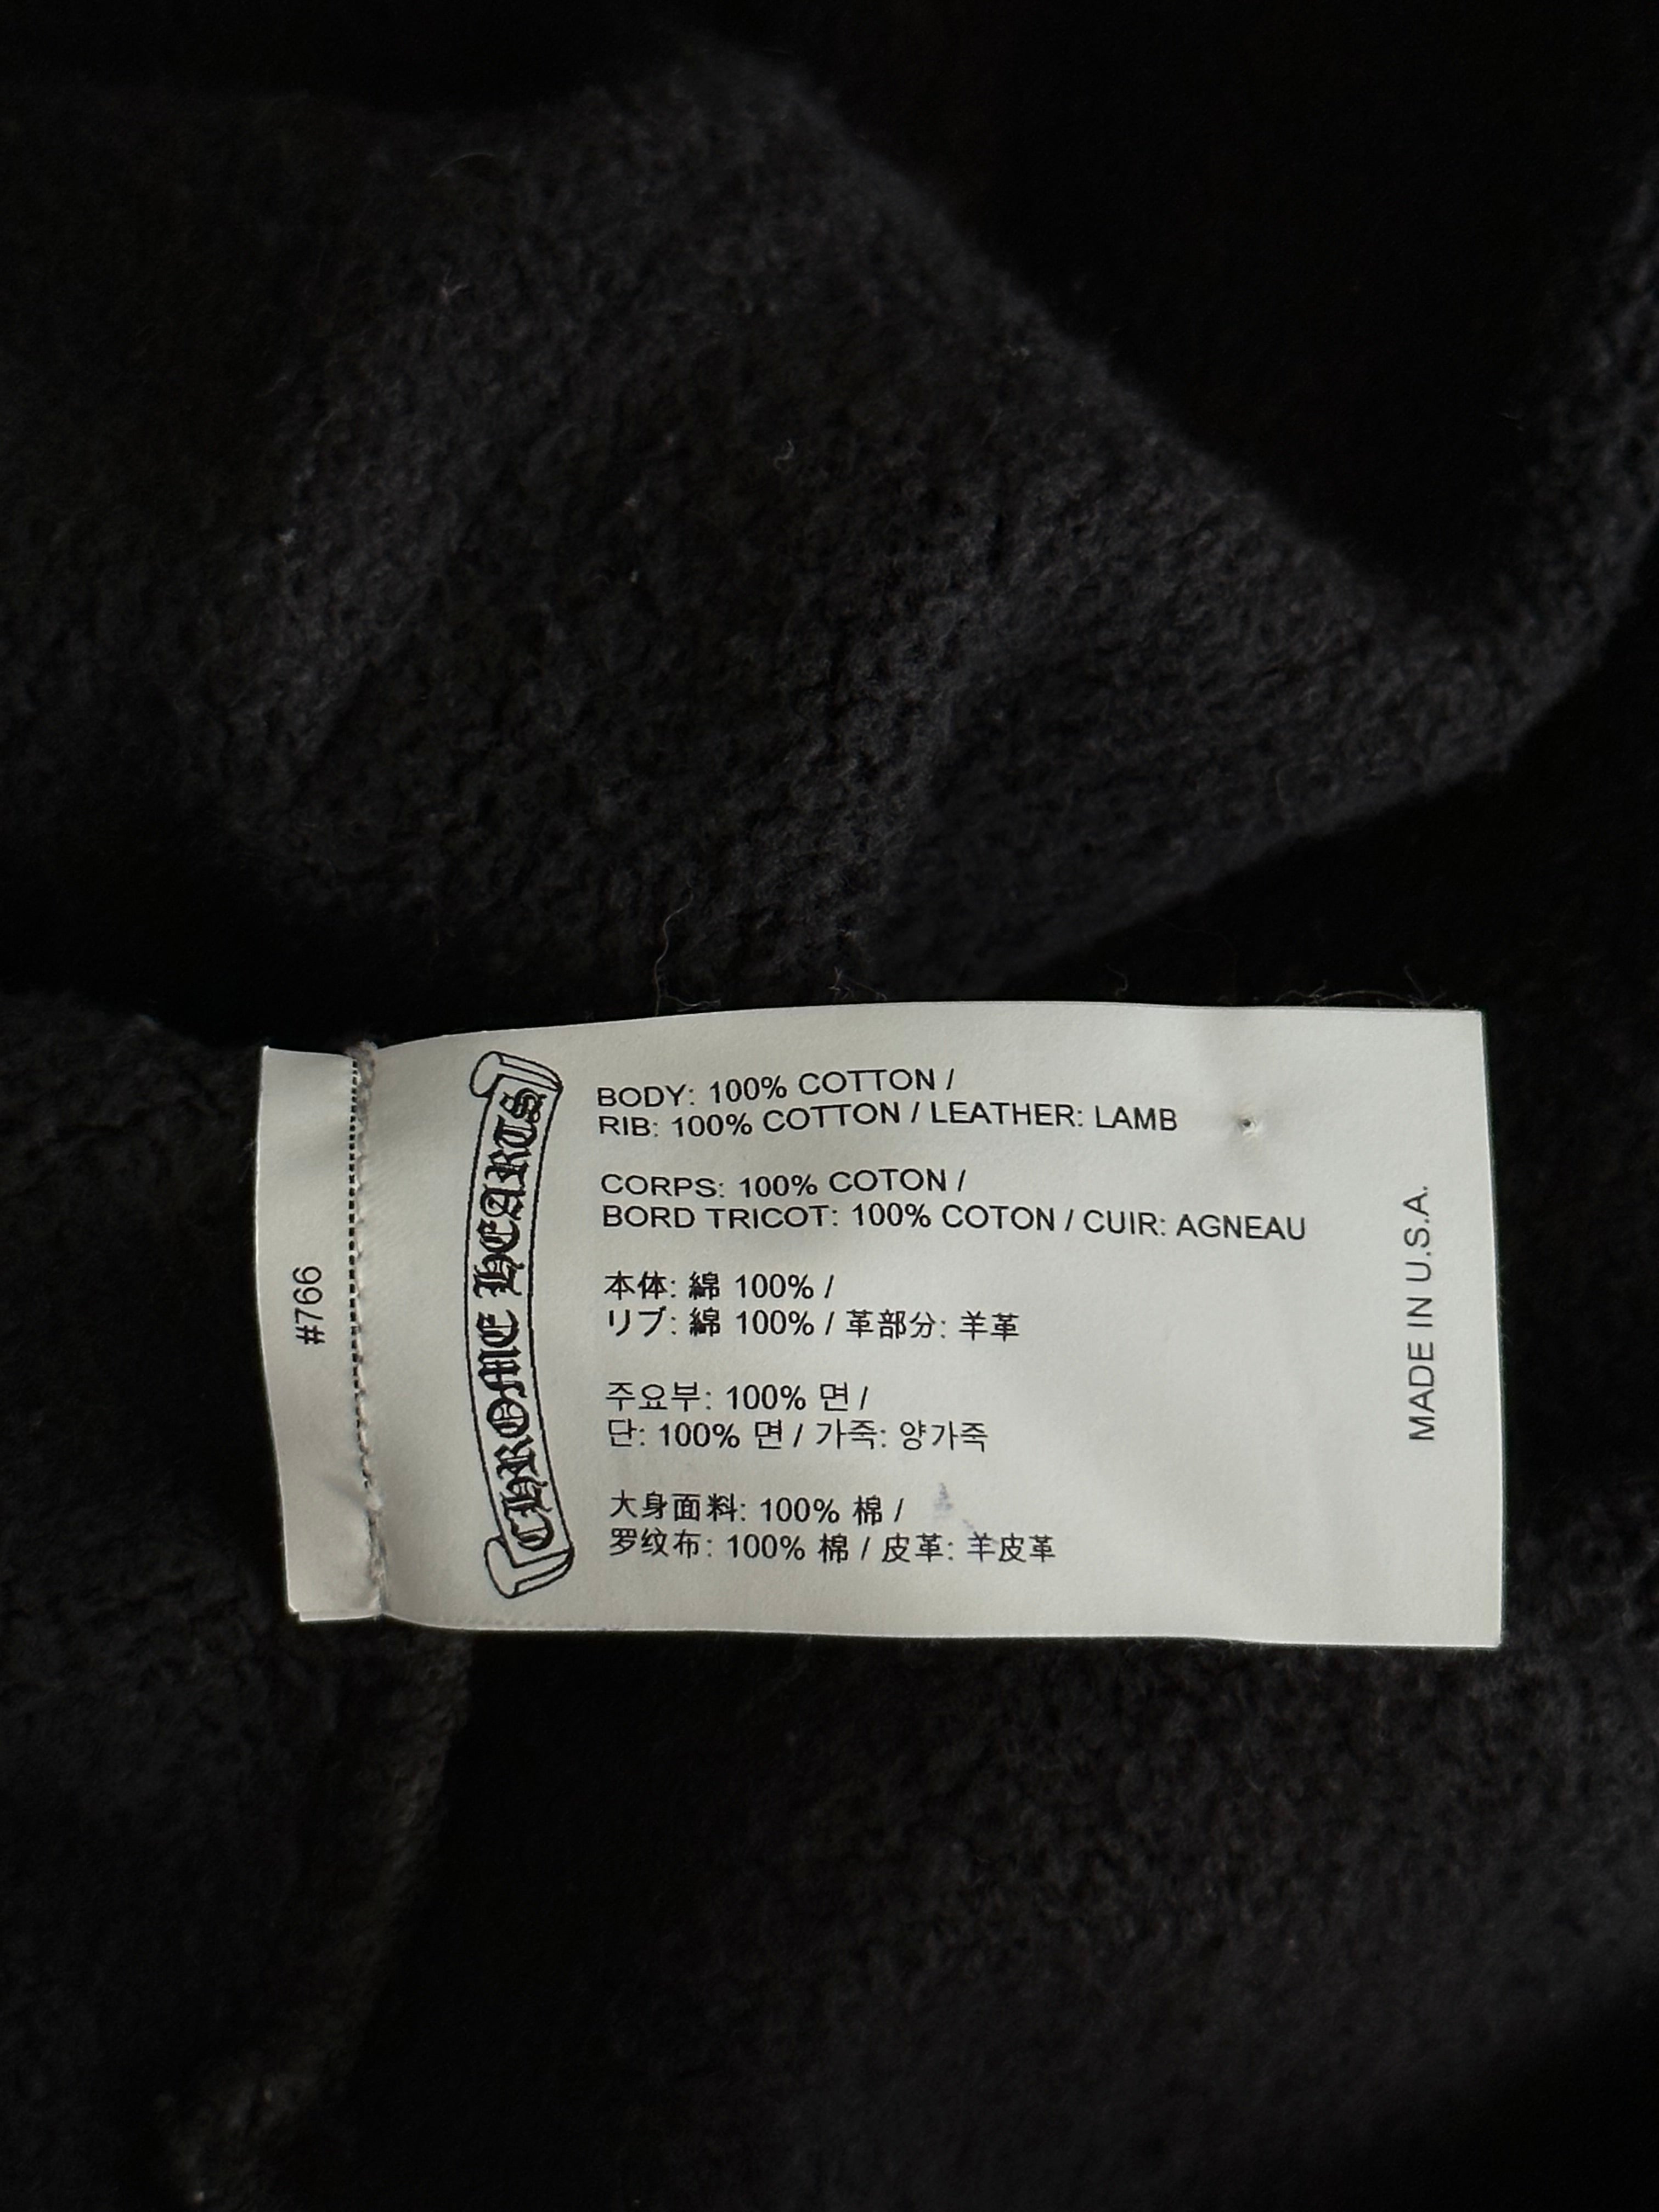 #766
CHROME HEARTS
BODY: 100% COTTON /
RIB: 100% COTTON / LEATHER: LAMB
CORPS: 100% COTON /
BORD TRICOT: 100% COTON / CUIR: AGNEAU
本体: 綿 100% /
リブ: 綿 100% / 革部分: 羊革
주요부: 100% 면 /
단: 100% 면 / 가죽: 양가죽
大身面料: 100% 棉 /
罗纹布: 100% 棉 / 皮革: 羊皮革
MADE IN U.S.A.